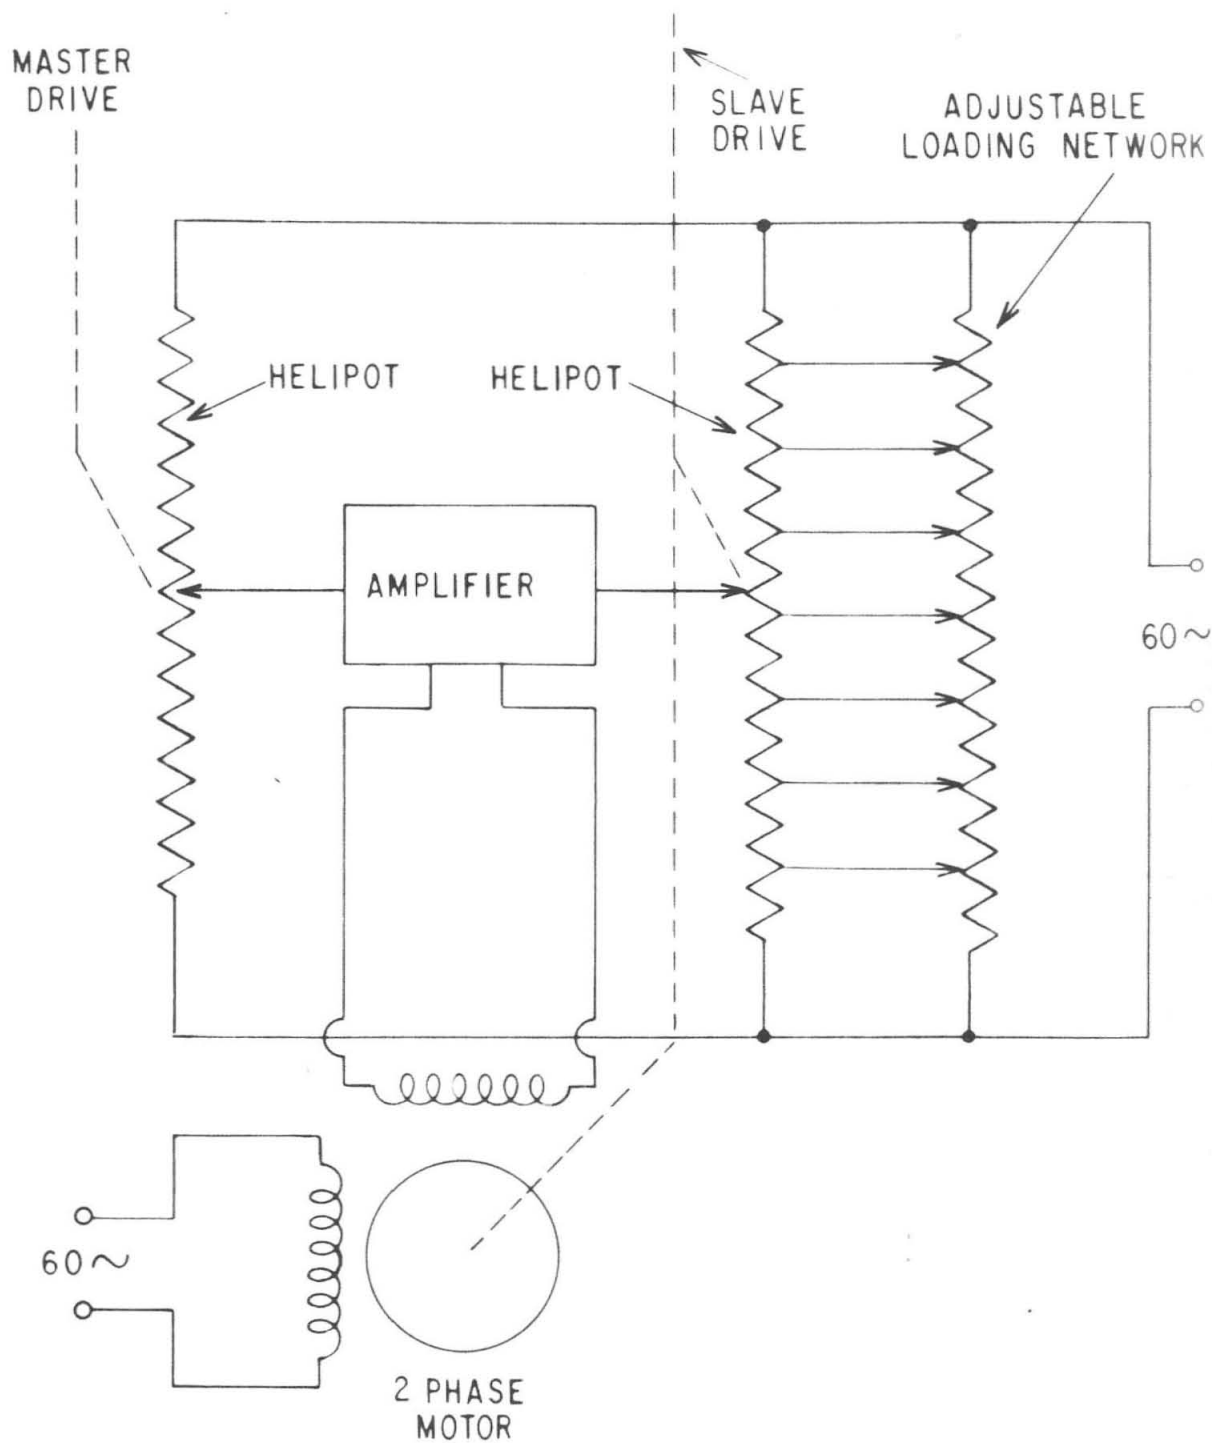 MASTER
DRIVE
SLAVE
DRIVE
ADJUSTABLE
LOADING NETWORK
HELIPOT
HELIPOT
AMPLIFIER
60~
60~
2 PHASE
MOTOR